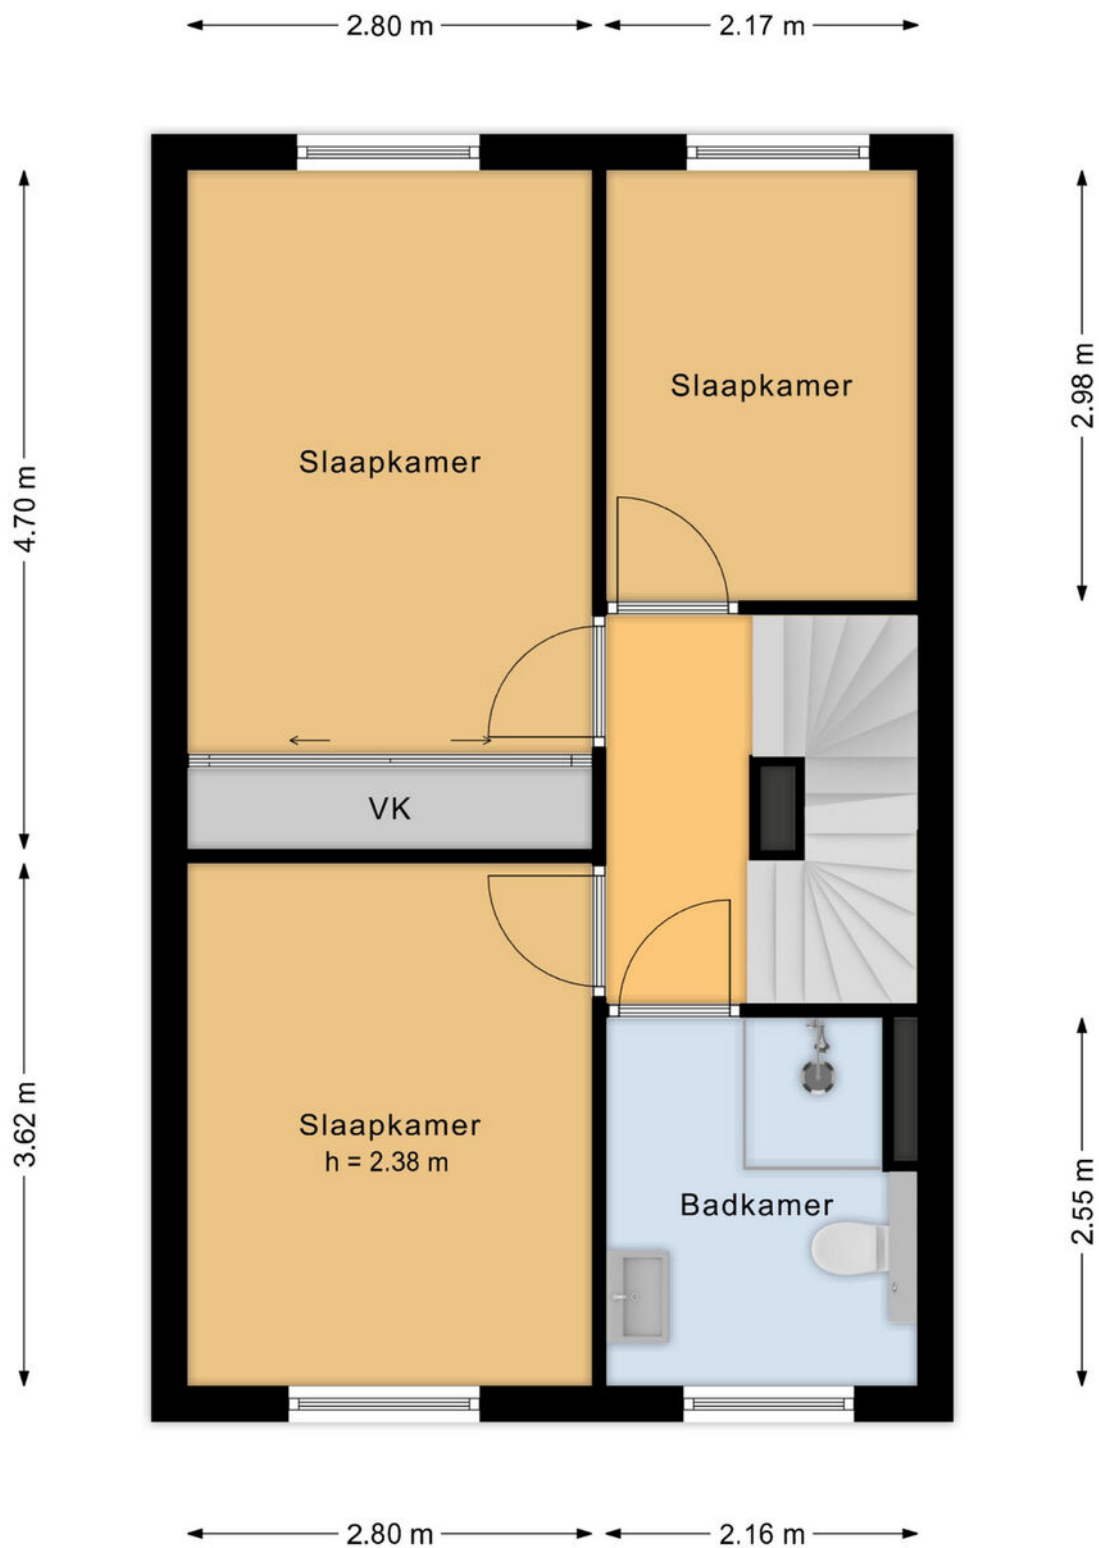 2.80 m
2.17 m
2.98 m
Slaapkamer
Slaapkamer
4.70 m
VK
3.62 m
Slaapkamer
h = 2.38 m
2.55 m
Badkamer
2.80 m
2.16 m